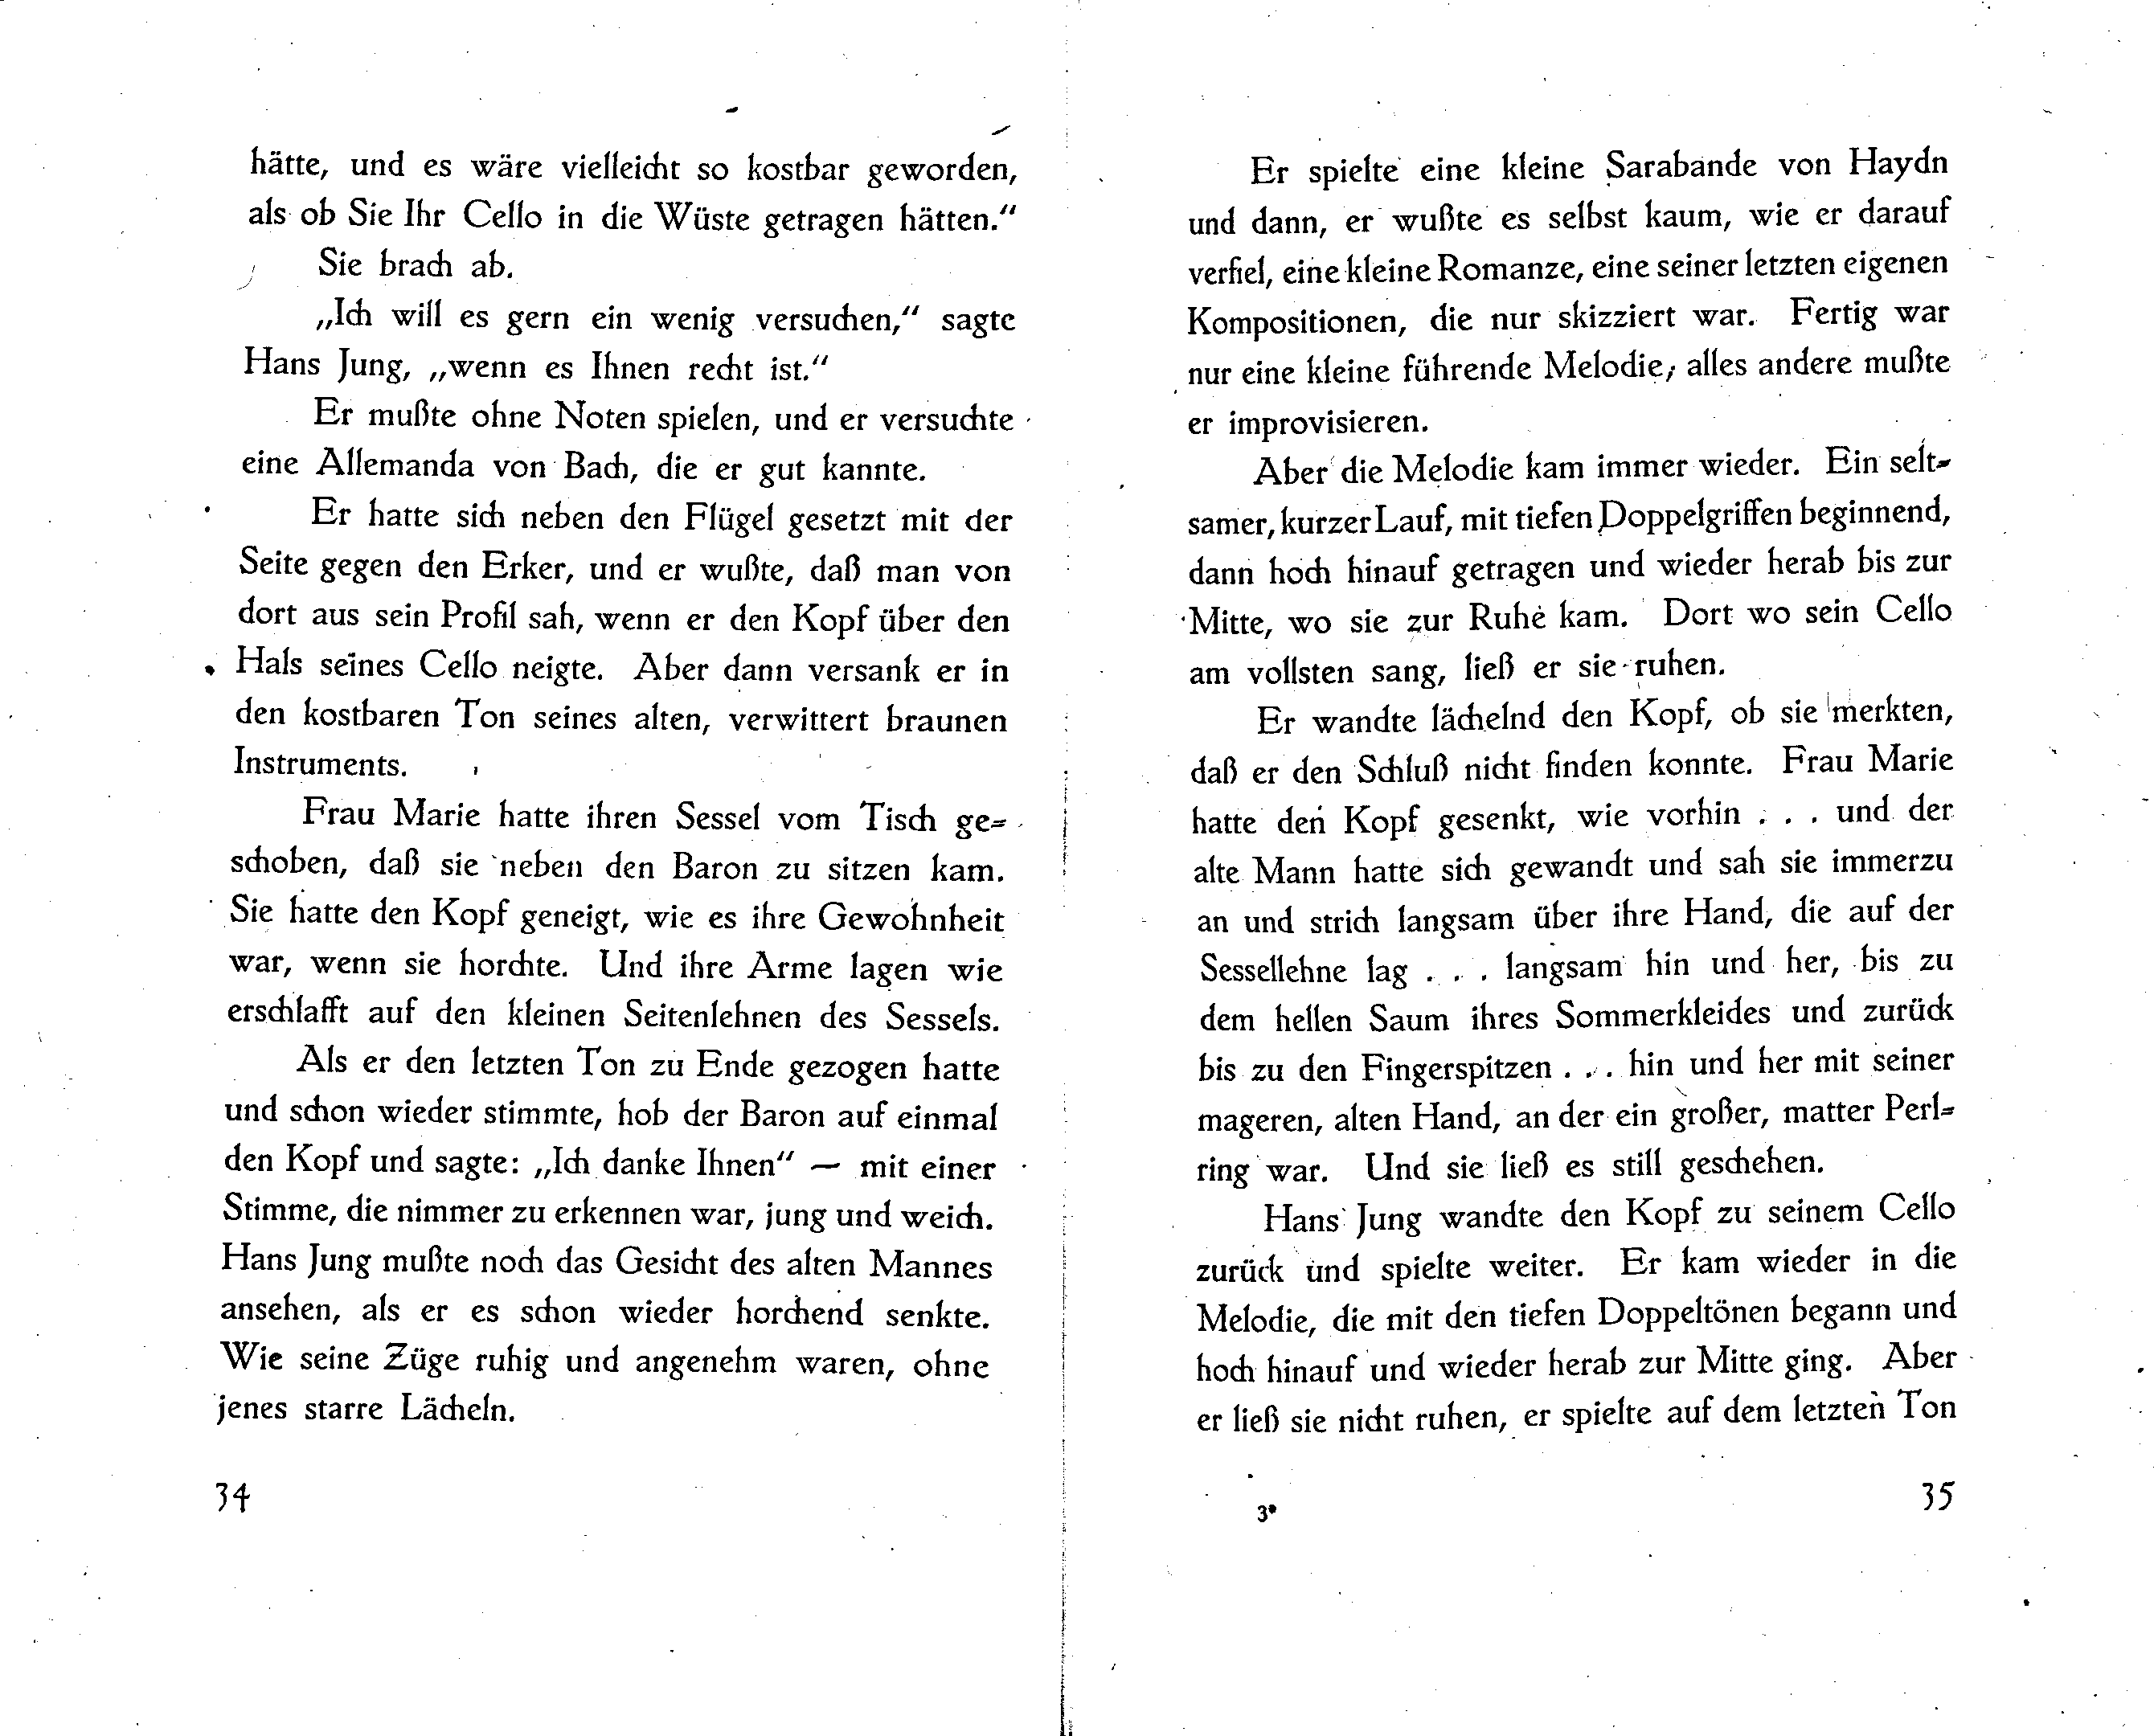 hätte, und es wäre vielleicht so kostbar geworden,
als ob Sie Ihr Cello in die Wüste getragen hätten.“
Sie brach ab.
„Ich will es gern ein wenig versuchen,“ sagte
Hans Jung, „wenn es Ihnen recht ist.“
Er mußte ohne Noten spielen, und er versuchte
eine Allemanda von Bach, die er gut kannte.
Er hatte sich neben den Flügel gesetzt mit der
Seite gegen den Erker, und er wußte, daß man von
dort aus sein Profil sah, wenn er den Kopf über den
Hals seines Cello neigte. Aber dann versank er in
den kostbaren Ton seines alten, verwittert braunen
Instruments.
Frau Marie hatte ihren Sessel vom Tisch ge-
schoben, daß sie neben den Baron zu sitzen kam.
Sie hatte den Kopf geneigt, wie es ihre Gewohnheit
war, wenn sie horchte. Und ihre Arme lagen wie
erschlafft auf den kleinen Seitenlehnen des Sessels.
Als er den letzten Ton zu Ende gezogen hatte
und schon wieder stimmte, hob der Baron auf einmal
den Kopf und sagte: „Ich danke Ihnen“ — mit einer
Stimme, die nimmer zu erkennen war, jung und weich.
Hans Jung mußte noch das Gesicht des alten Mannes
ansehen, als er es schon wieder horchend senkte.
Wie seine Züge ruhig und angenehm waren, ohne
jenes starre Lächeln.
34
Er spielte eine kleine Sarabande von Haydn
und dann, er wußte es selbst kaum, wie er darauf
verfiel, eine kleine Romanze, eine seiner letzten eigenen
Kompositionen, die nur skizziert war. Fertig war
nur eine kleine führende Melodie, alles andere mußte
er improvisieren.
Aber die Melodie kam immer wieder. Ein selt-
samer, kurzer Lauf, mit tiefen Doppelgriffen beginnend,
dann hoch hinauf getragen und wieder herab bis zur
Mitte, wo sie zur Ruhe kam. Dort wo sein Cello
am vollsten sang, ließ er sie ruhen.
Er wandte lächelnd den Kopf, ob sie merkten,
daß er den Schluß nicht finden konnte. Frau Marie
hatte den Kopf gesenkt, wie vorhin . . . und der
alte Mann hatte sich gewandt und sah sie immerzu
an und strich langsam über ihre Hand, die auf der
Sessellehne lag . . . langsam hin und her, bis zu
dem hellen Saum ihres Sommerkleides und zurück
bis zu den Fingerspitzen . . . hin und her mit seiner
mageren, alten Hand, an der ein großer, matter Perl-
ring war. Und sie ließ es still geschehen.
Hans Jung wandte den Kopf zu seinem Cello
zurück und spielte weiter. Er kam wieder in die
Melodie, die mit den tiefen Doppeltönen begann und
hoch hinauf und wieder herab zur Mitte ging. Aber
er ließ sie nicht ruhen, er spielte auf dem letzten Ton
3*
35